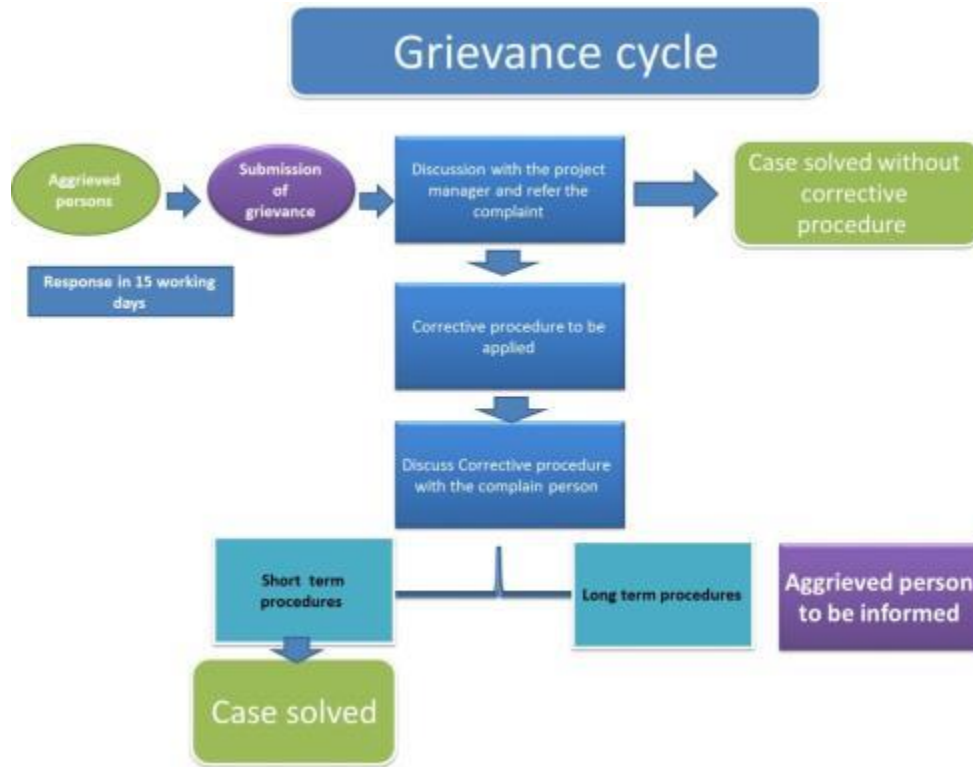 Grievance cycle
Aggrieved
persons
Submission
of
grievance
Discussion with the project
manager and refer the
complaint
Case solved without
corrective
procedure
Response in 15 working
days
Corrective procedure to be
applied
Discuss Corrective procedure
with the complain person
Short term
procedures
Long term procedures
Aggrieved person
to be informed
Case solved